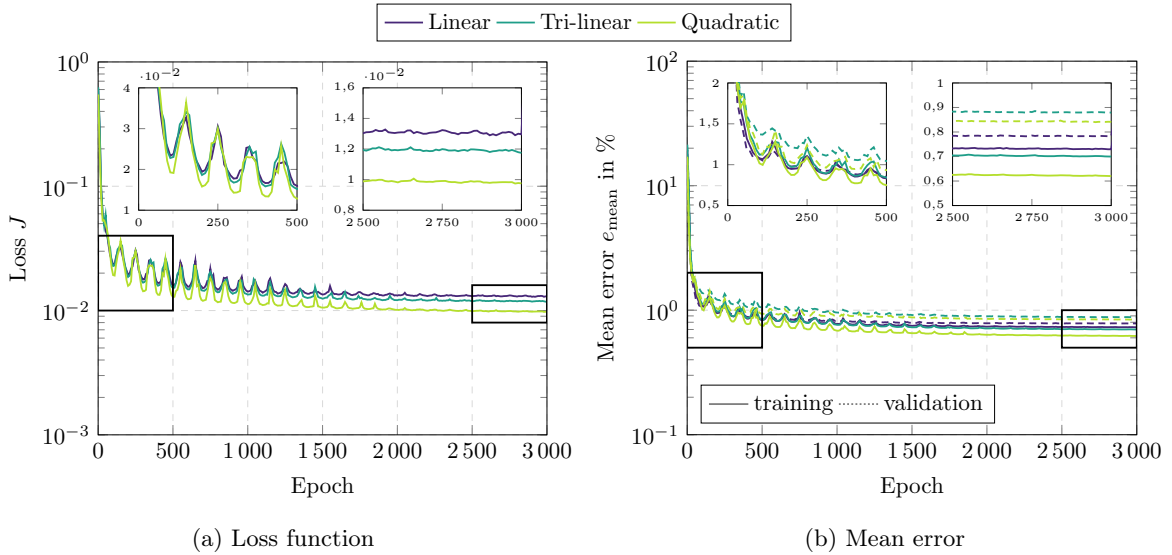 Linear Tri-linear Quadratic
10^0
10^−1
10^−2
10^−3
0 500 1 000 1 500 2 000 2 500 3 000
Epoch
Loss J
·10^−2
4
3
2
1
0 250 500
·10^−2
1.6
1.4
1.2
1
0.8
2 500 2 750 3 000
(a) Loss function
10^2
10^1
10^0
10^−1
0 500 1 000 1 500 2 000 2 500 3 000
Epoch
Mean error e_mean in %
2
1,5
1
0,5
0 250 500
1
0,9
0.8
0.7
0.6
0.5
2 500 2 750 3 000
training validation
(b) Mean error